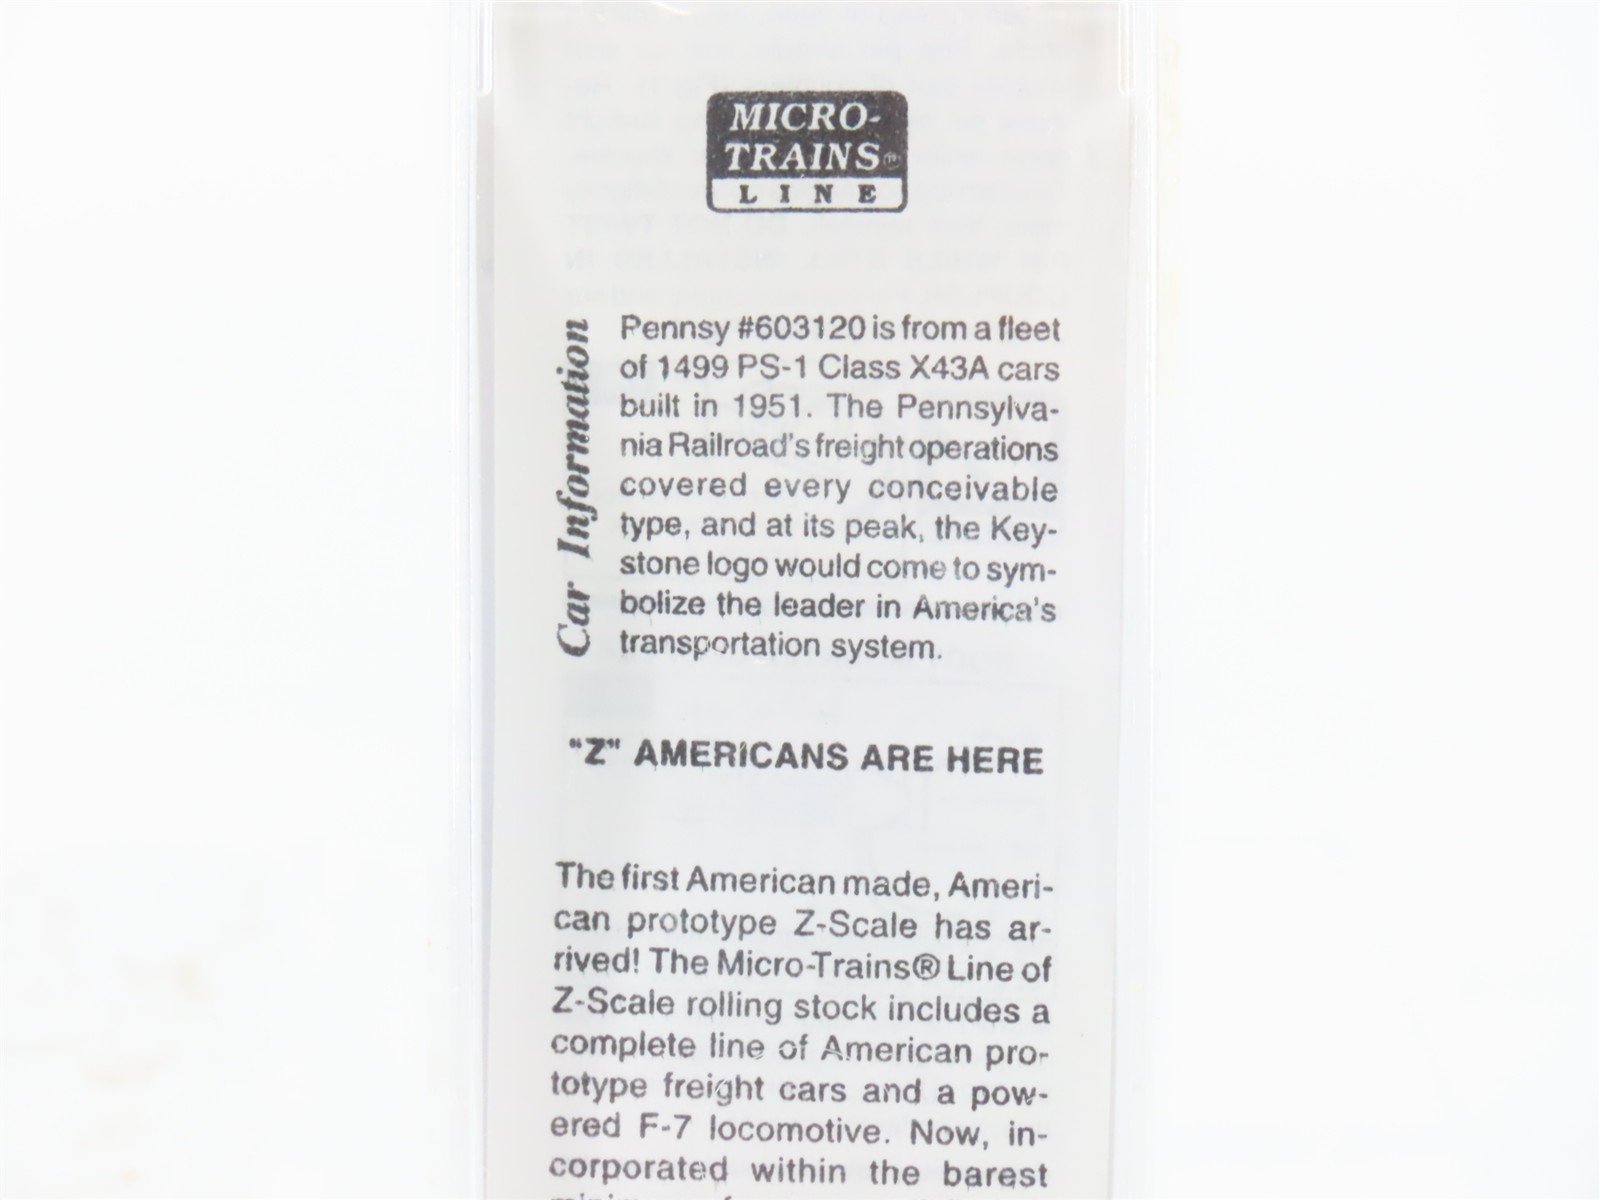 MICRO-
TRAINS®
LINE
Car Information
Pennsy #603120 is from a fleet
of 1499 PS-1 Class X43A cars
built in 1951. The Pennsylva-
nia Railroad's freight operations
covered every conceivable
type, and at its peak, the Key-
stone logo would come to sym-
bolize the leader in America's
transportation system.
"Z" AMERICANS ARE HERE
The first American made, Ameri-
can prototype Z-Scale has ar-
rived! The Micro-Trains® Line of
Z-Scale rolling stock includes a
complete line of American pro-
totype freight cars and a pow-
ered F-7 locomotive. Now, in-
corporated within the barest